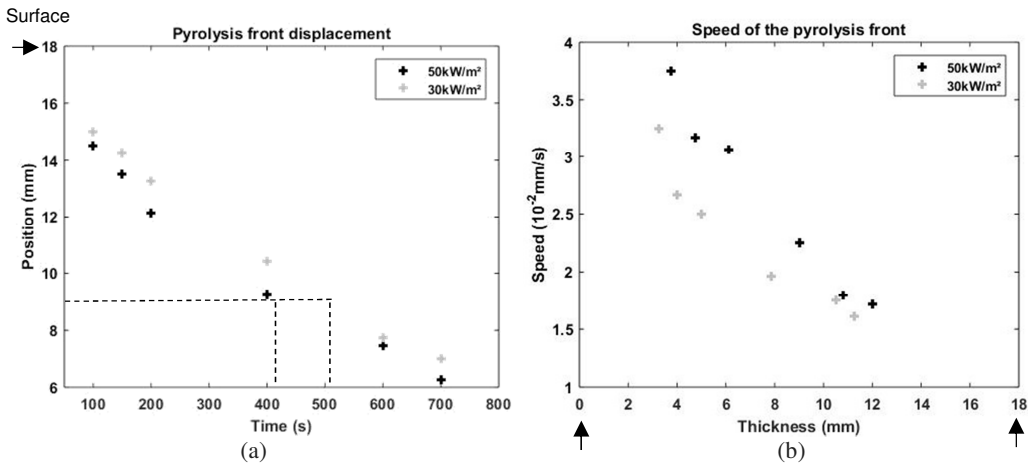 Surface
Pyrolysis front displacement
50kW/m²
30kW/m²
18
16
14
12
10
8
6
Position (mm)
100 200 300 400 500 600 700 800
Time (s)
(a)
Speed of the pyrolysis front
50kW/m²
30kW/m²
4
3.5
3
2.5
2
1.5
1
Speed (10⁻²mm/s)
0 2 4 6 8 10 12 14 16 18
Thickness (mm)
(b)